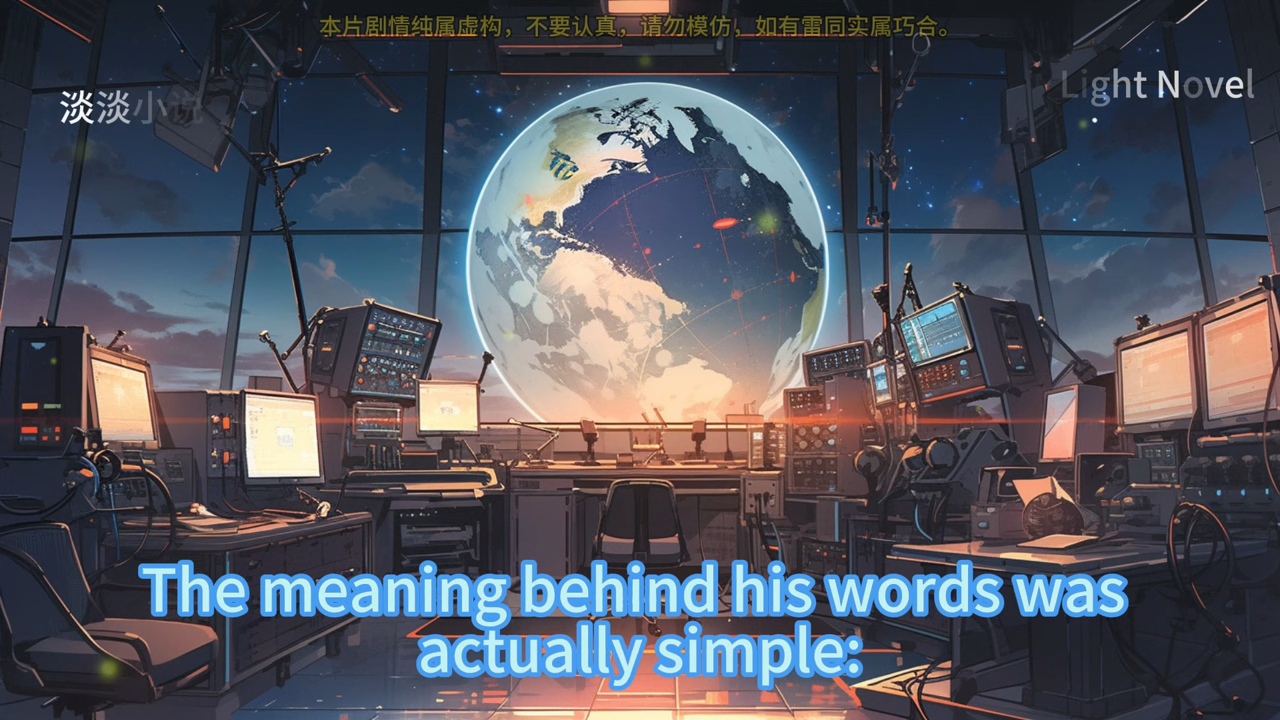 本片剧情纯属虚构，不要认真，请勿模仿，如有雷同实属巧合。
淡淡小说
Light Novel
The meaning behind his words was
actually simple: